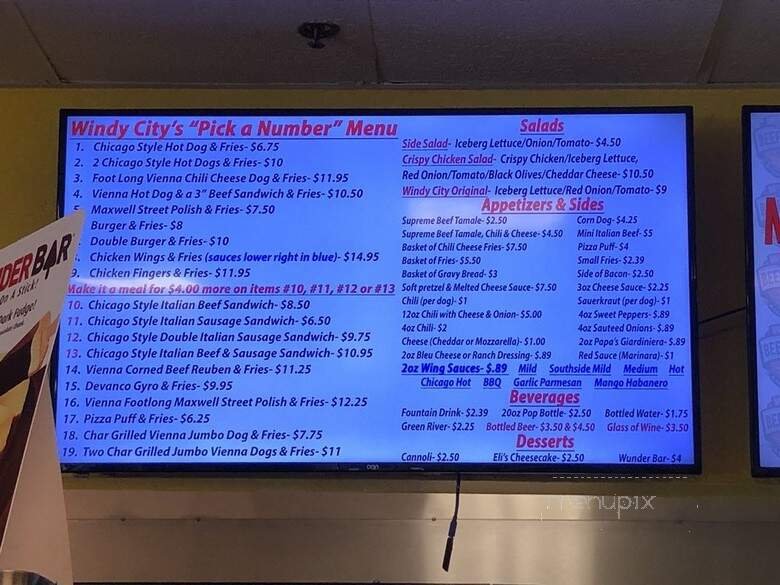 Windy City's "Pick a Number" Menu
1. Chicago Style Hot Dog & Fries- $6.75
2. 2 Chicago Style Hot Dogs & Fries- $10
3. Foot Long Vienna Chili Cheese Dog & Fries- $11.95
4. Vienna Hot Dog & a 3" Beef Sandwich & Fries- $10.50
Maxwell Street Polish & Fries- $7.50
Burger & Fries- $8
Double Burger & Fries- $10
Chicken Wings & Fries (sauces lower right in blue)- $14.95
9. Chicken Fingers & Fries- $11.95
Make it a meal for $4.00 more on items #10, #11, #12 or #13
10. Chicago Style Italian Beef Sandwich- $8.50
11. Chicago Style Italian Sausage Sandwich- $6.50
12. Chicago Style Double Italian Sausage Sandwich- $9.75
13. Chicago Style Italian Beef & Sausage Sandwich- $10.95
14. Vienna Corned Beef Reuben & Fries- $11.25
15. Devanco Gyro & Fries- $9.95
16. Vienna Footlong Maxwell Street Polish & Fries- $12.25
17. Pizza Puff & Fries- $6.25
18. Char Grilled Vienna Jumbo Dog & Fries- $7.75
19. Two Char Grilled Jumbo Vienna Dogs & Fries- $11
Salads
Side Salad- Iceberg Lettuce/Onion/Tomato- $4.50
Crispy Chicken Salad- Crispy Chicken/Iceberg Lettuce,
Red Onion/Tomato/Black Olives/Cheddar Cheese- $10.50
Windy City Original- Iceberg Lettuce/Red Onion/Tomato- $9
Appetizers & Sides
Supreme Beef Tamale- $2.50
Supreme Beef Tamale, Chili & Cheese- $4.50
Basket of Chili Cheese Fries- $7.50
Basket of Fries- $5.50
Basket of Gravy Bread- $3
Soft pretzel & Melted Cheese Sauce- $7.50
Chili (per dog)- $1
12oz Chili with Cheese & Onion- $5.00
4oz Chili- $2
Cheese (Cheddar or Mozzarella)- $1.00
2oz Bleu Cheese or Ranch Dressing- $.89
Corn Dog- $4.25
Mini Italian Beef- $5
Pizza Puff- $4
Small Fries- $2.39
Side of Bacon- $2.50
3oz Cheese Sauce- $2.25
Sauerkraut (per dog)- $1
4oz Sweet Peppers- $.89
4oz Sauteed Onions- $.89
2oz Papa's Giardiniera- $.89
Red Sauce (Marinara)- $1
2oz Wing Sauces- $.89 Mild Southside Mild Medium Hot
Chicago Hot BBQ Garlic Parmesan Mango Habanero
Beverages
Fountain Drink- $2.39 20oz Pop Bottle- $2.50 Bottled Water- $1.75
Green River- $2.25 Bottled Beer- $3.50 & $4.50 Glass of Wine- $3.50
Desserts
Cannoli- $2.50 Eli's Cheesecake- $2.50 Wunder Bar- $4
DERBAR
On A Stick!
ark Fudge!
onn
menupix